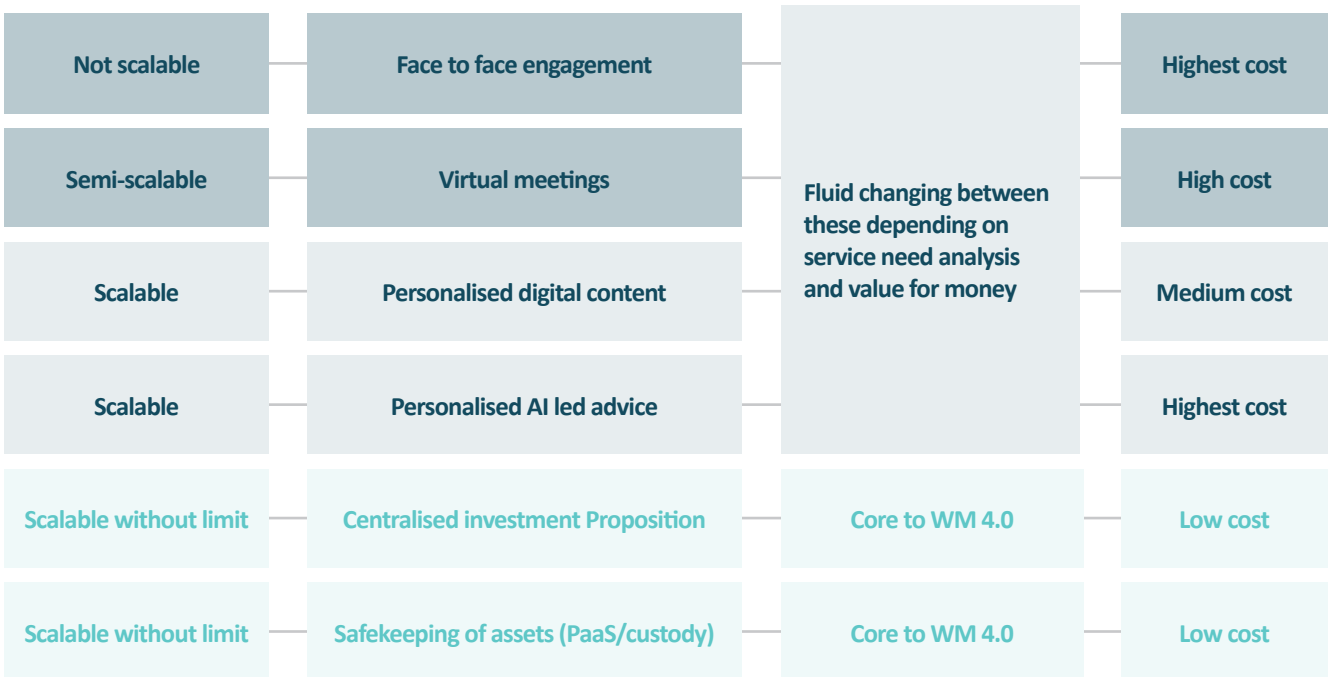 Not scalable
Face to face engagement
Highest cost
Semi-scalable
Virtual meetings
High cost
Fluid changing between
these depending on
service need analysis
and value for money
Scalable
Personalised digital content
Medium cost
Scalable
Personalised AI led advice
Highest cost
Scalable without limit
Centralised investment Proposition
Core to WM 4.0
Low cost
Scalable without limit
Safekeeping of assets (PaaS/custody)
Core to WM 4.0
Low cost